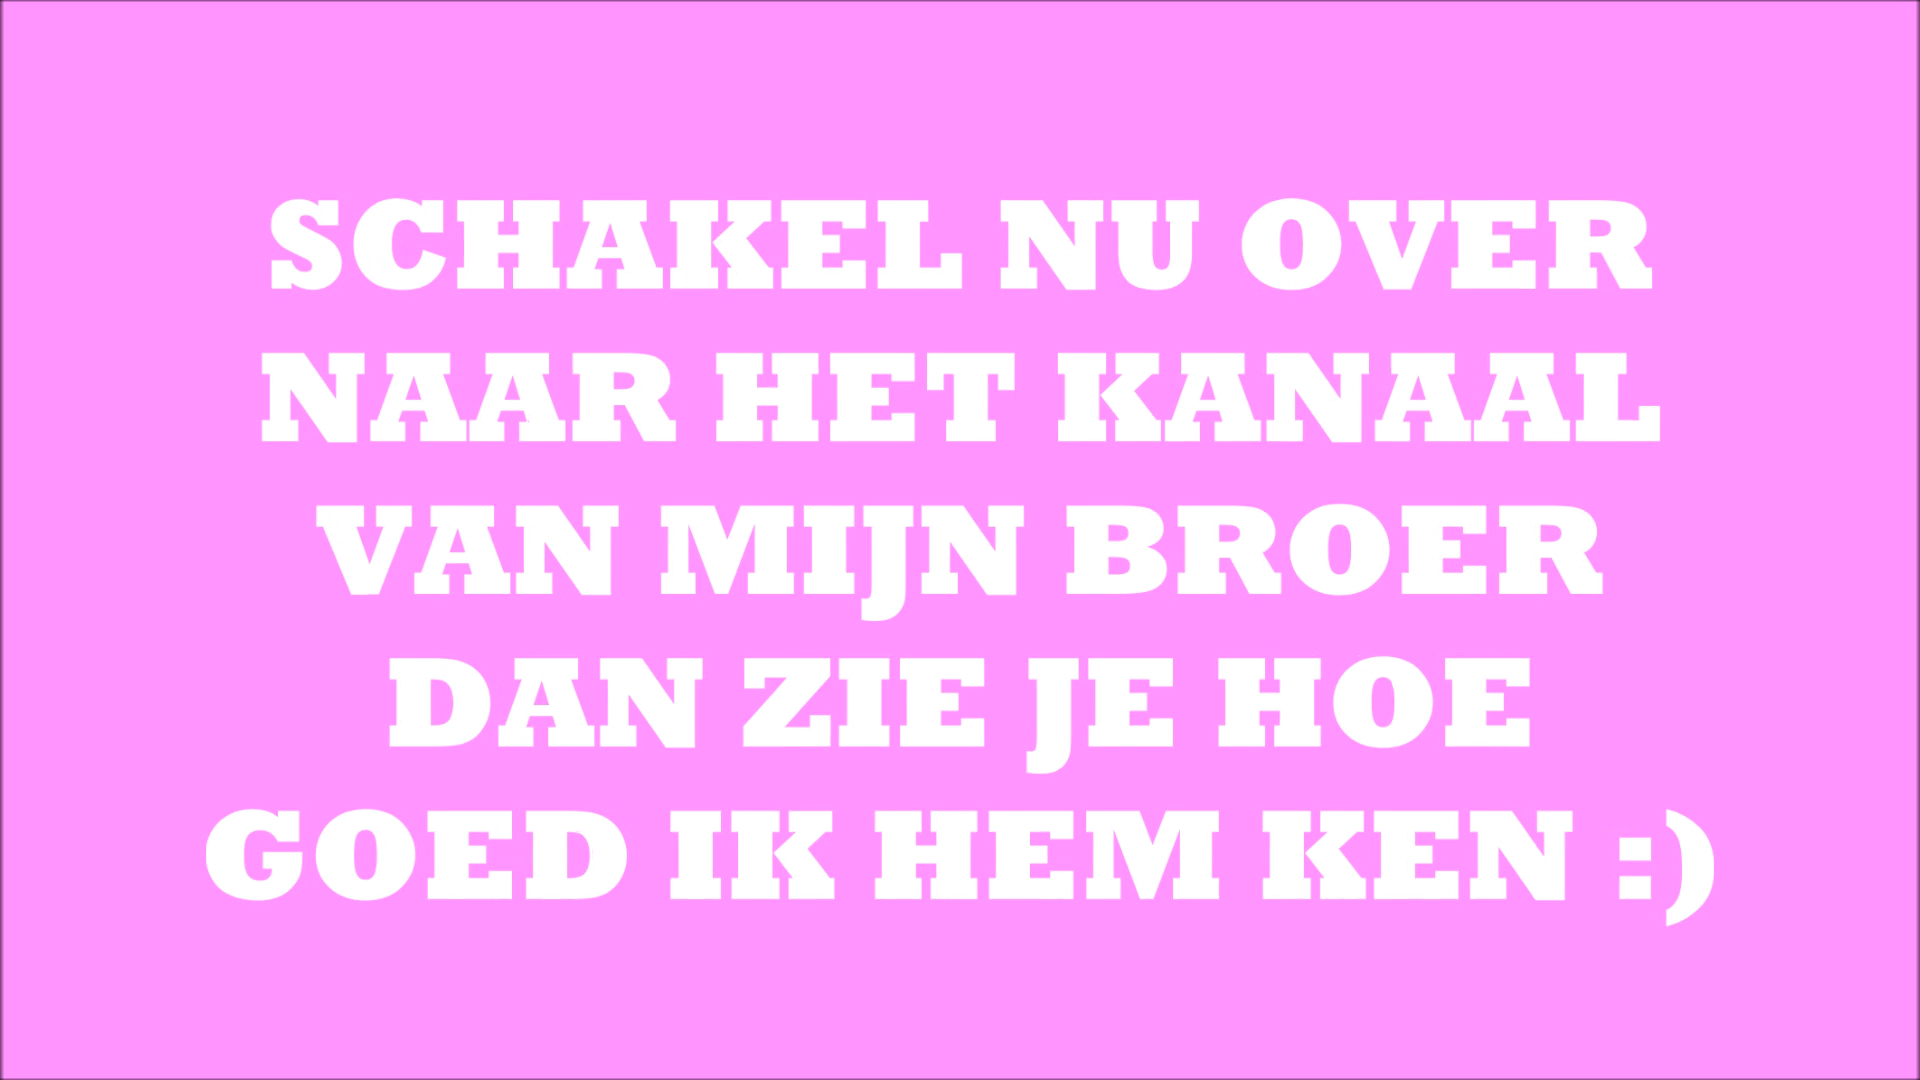 SCHAKEL NU OVER
NAAR HET KANAAL
VAN MIJN BROER
DAN ZIE JE HOE
GOED IK HEM KEN :)